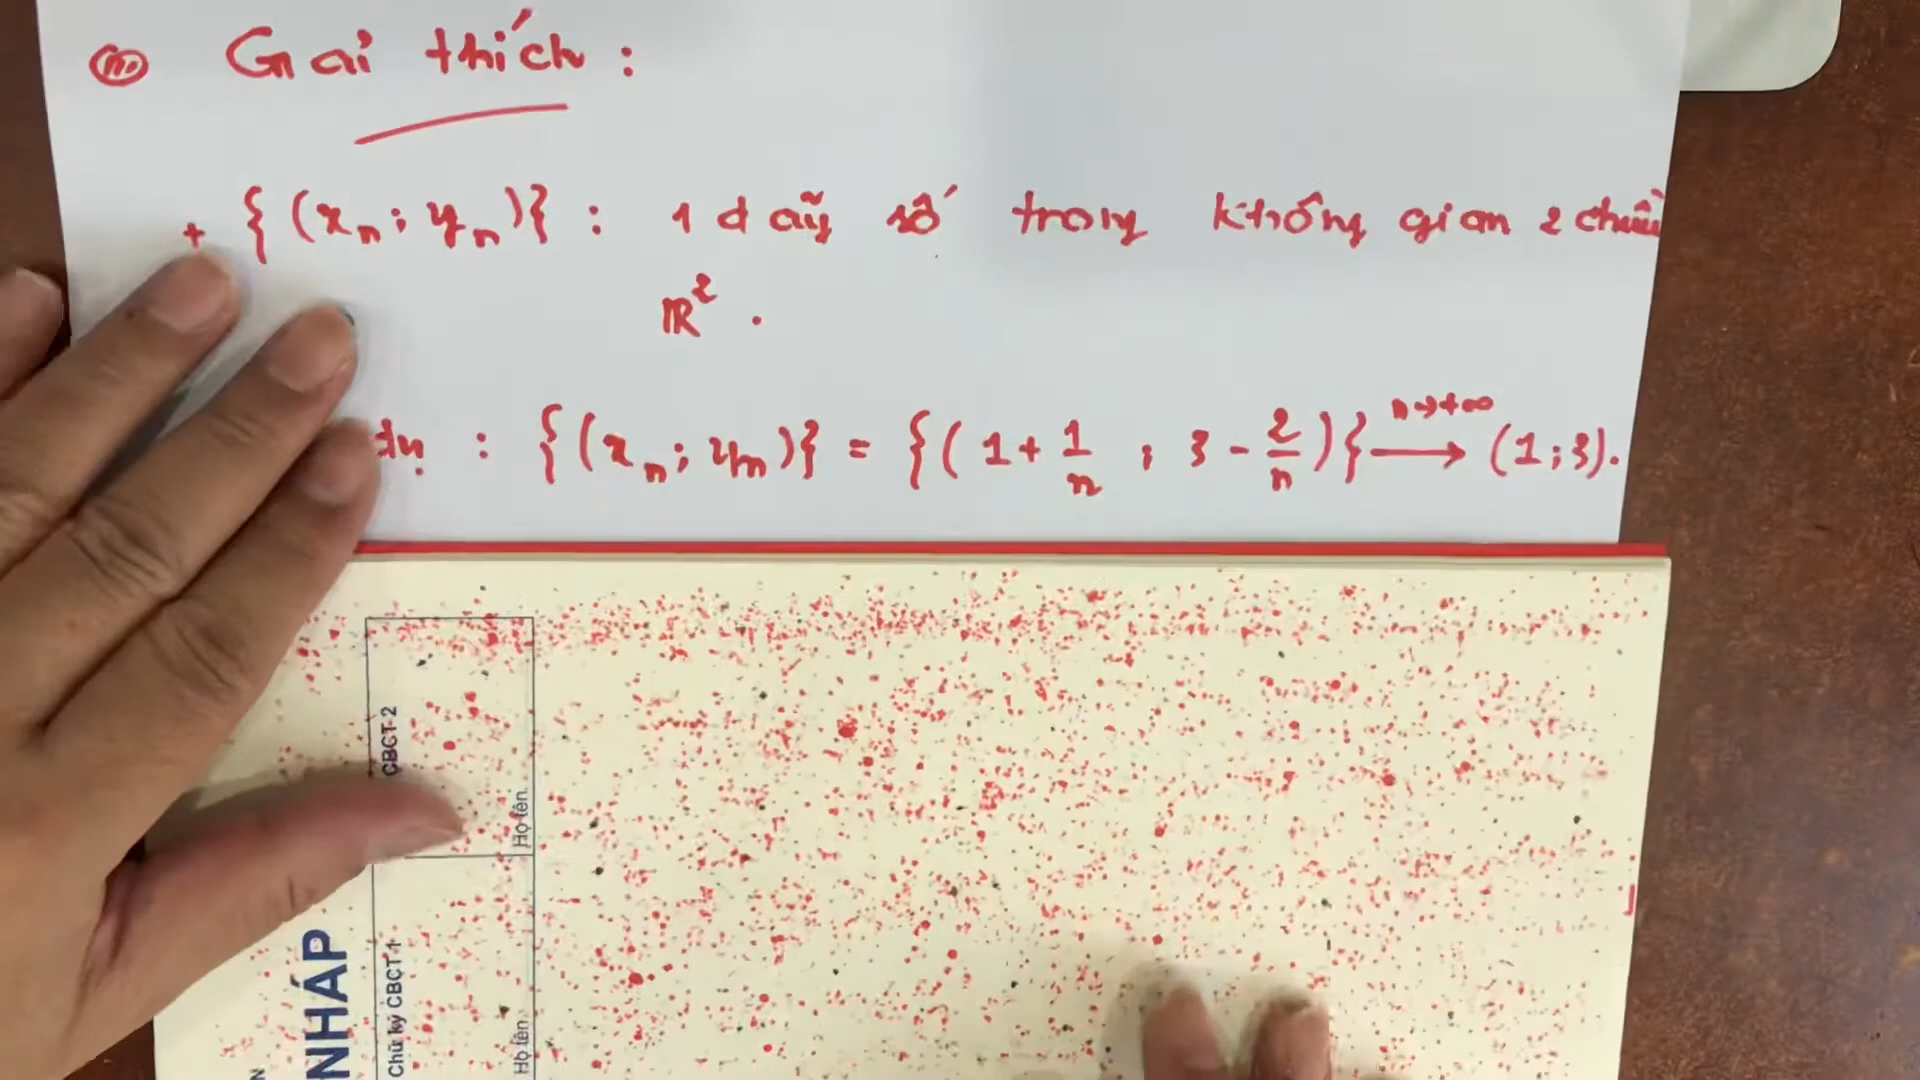 Giải thích :
+ {(xₙ; yₙ)} : 1 dãy số trong không gian 2 chiều
ℝ² .
dụ : {(xₙ; yₙ)} = {(1 + 1/n ; 3 - 2/n)} ⟶ (1;3).
n→+∞
CBCT 2
Họ tên.
NHÁP
Chữ ký CBCT 1
Họ tên.